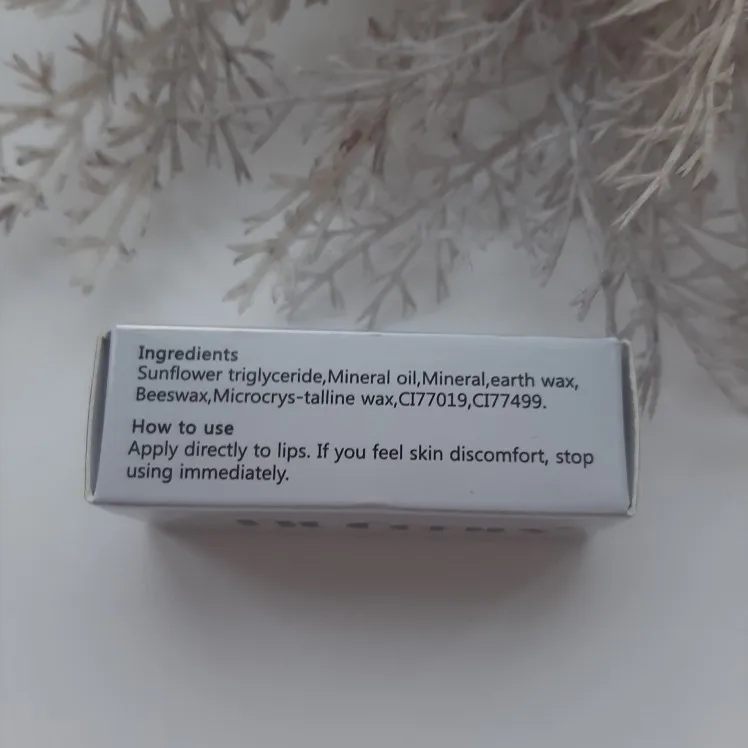 Ingredients
Sunflower triglyceride,Mineral oil,Mineral,earth wax,
Beeswax,Microcrys-talline wax,CI77019,CI77499.
How to use
Apply directly to lips. If you feel skin discomfort, stop
using immediately.